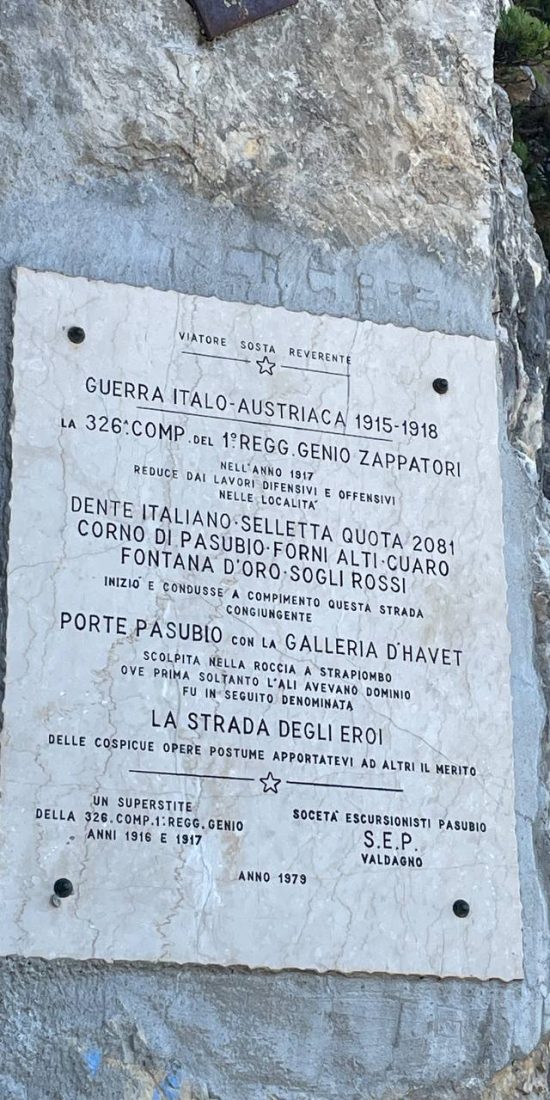 VIATORE SOSTA REVERENTE
GUERRA ITALO-AUSTRIACA 1915-1918
LA 326ª COMP. DEL 1º REGG. GENIO ZAPPATORI
NELL'ANNO 1917
REDUCE DAI LAVORI DIFENSIVI E OFFENSIVI
NELLE LOCALITA'
DENTE ITALIANO·SELLETTA QUOTA 2081
CORNO DI PASUBIO·FORNI ALTI·CUARO
FONTANA D'ORO·SOGLI ROSSI
INIZIO' E CONDUSSE A COMPIMENTO QUESTA STRADA
CONGIUNGENTE
PORTE PASUBIO CON LA GALLERIA D'HAVET
SCOLPITA NELLA ROCCIA A STRAPIOMBO
OVE PRIMA SOLTANTO L'ALI AVEVANO DOMINIO
FU IN SEGUITO DENOMINATA
LA STRADA DEGLI EROI
DELLE COSPICUE OPERE POSTUME APPORTATEVI AD ALTRI IL MERITO
UN SUPERSTITE
DELLA 326. COMP. 1º REGG. GENIO
ANNI 1916 E 1917
SOCETA' ESCURSIONISTI PASUBIO
S.E.P.
VALDAGNO
ANNO 1979